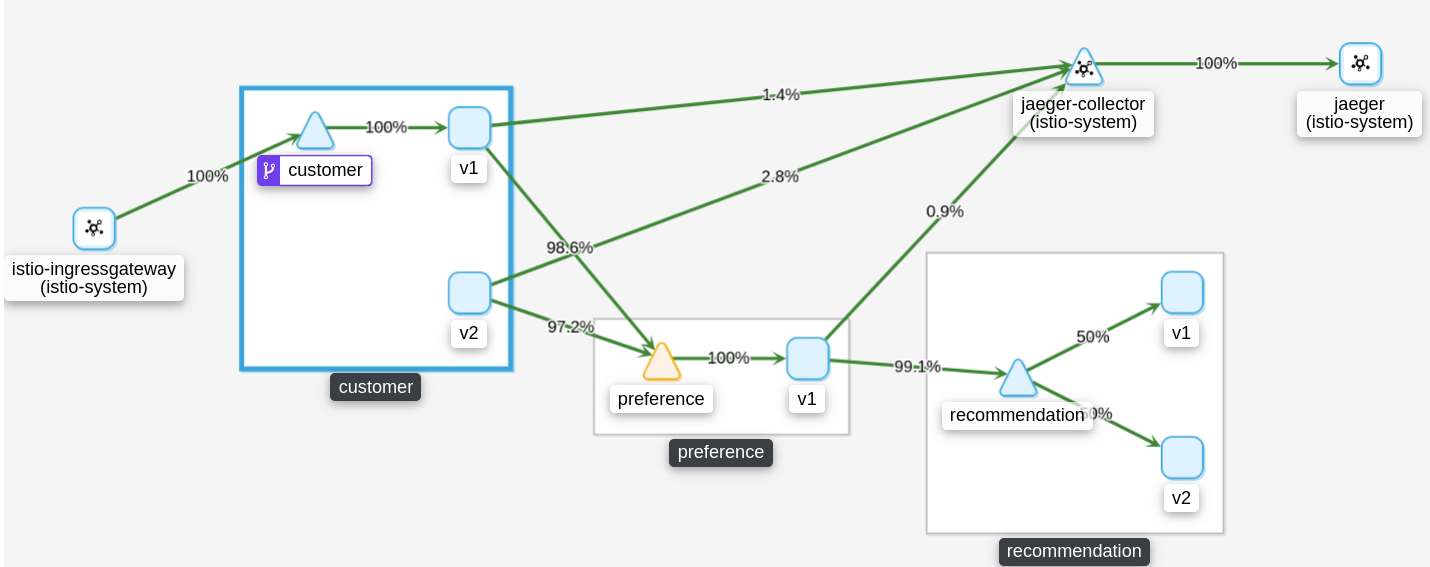 1.4%
100%
jaeger-collector
(istio-system)
jaeger
(istio-system)
100%
v1
customer
100%
2.8%
0.9%
98.6%
istio-ingressgateway
(istio-system)
97.2%
v2
customer
100%
preference
v1
preference
99.1%
50%
v1
recommendation
50%
v2
recommendation